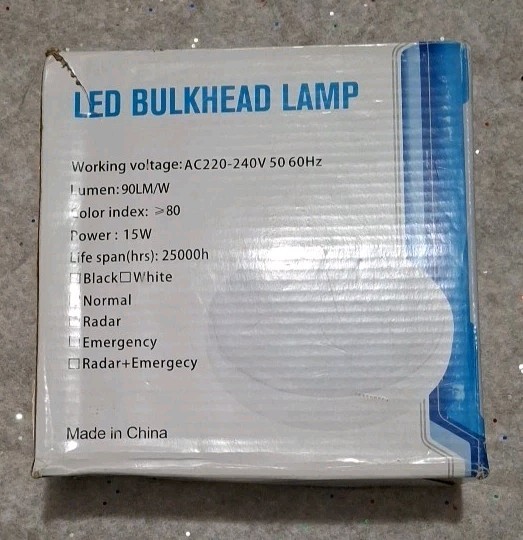 LED BULKHEAD LAMP
Working voltage: AC220-240V 50 60Hz
Lumen: 90LM/W
Color index: ≥80
Power : 15W
Life span(hrs): 25000h
□Black□White
□Normal
□Radar
□Emergency
□Radar+Emergecy
Made in China